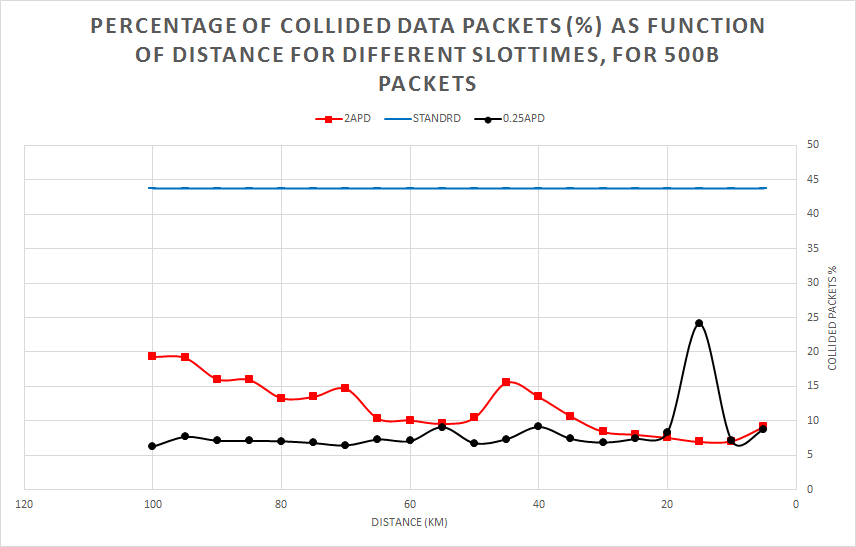 PERCENTAGE OF COLLIDED DATA PACKETS (%) AS FUNCTION
OF DISTANCE FOR DIFFERENT SLOTTIMES, FOR 500B
PACKETS
2APD STANDRD 0.25APD
50
45
40
35
30
25
20
15
10
5
0
COLLIDED PACKETS %
120 100 80 60 40 20 0
DISTANCE (KM)